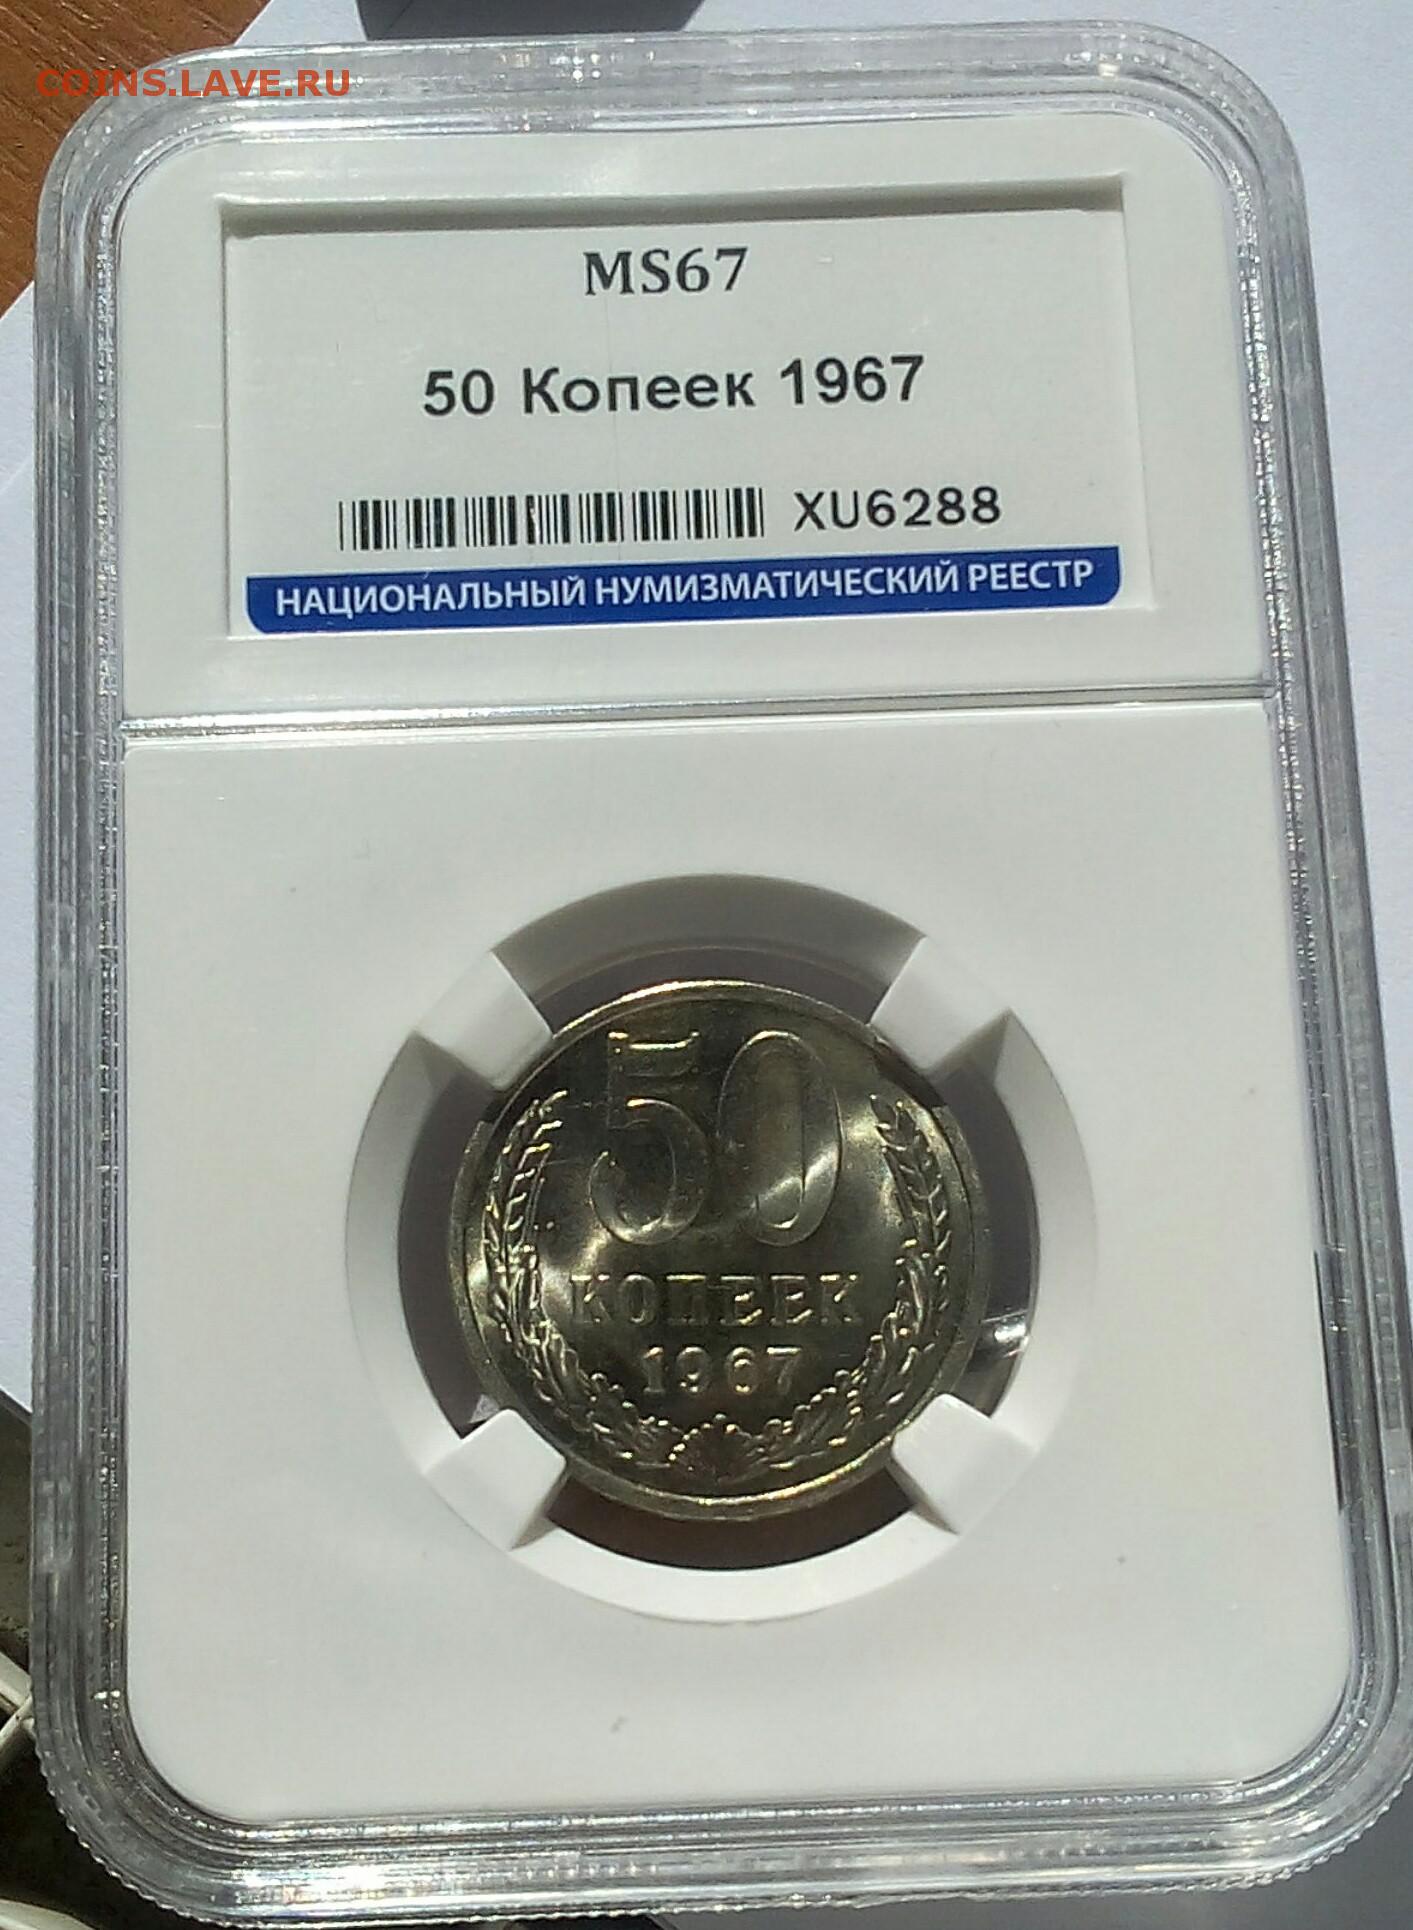 COINS.LAVE.RU
MS67
50 Копеек 1967
XU6288
НАЦИОНАЛЬНЫЙ НУМИЗМАТИЧЕСКИЙ РЕЕСТР
50
КОПЕЕК
1967